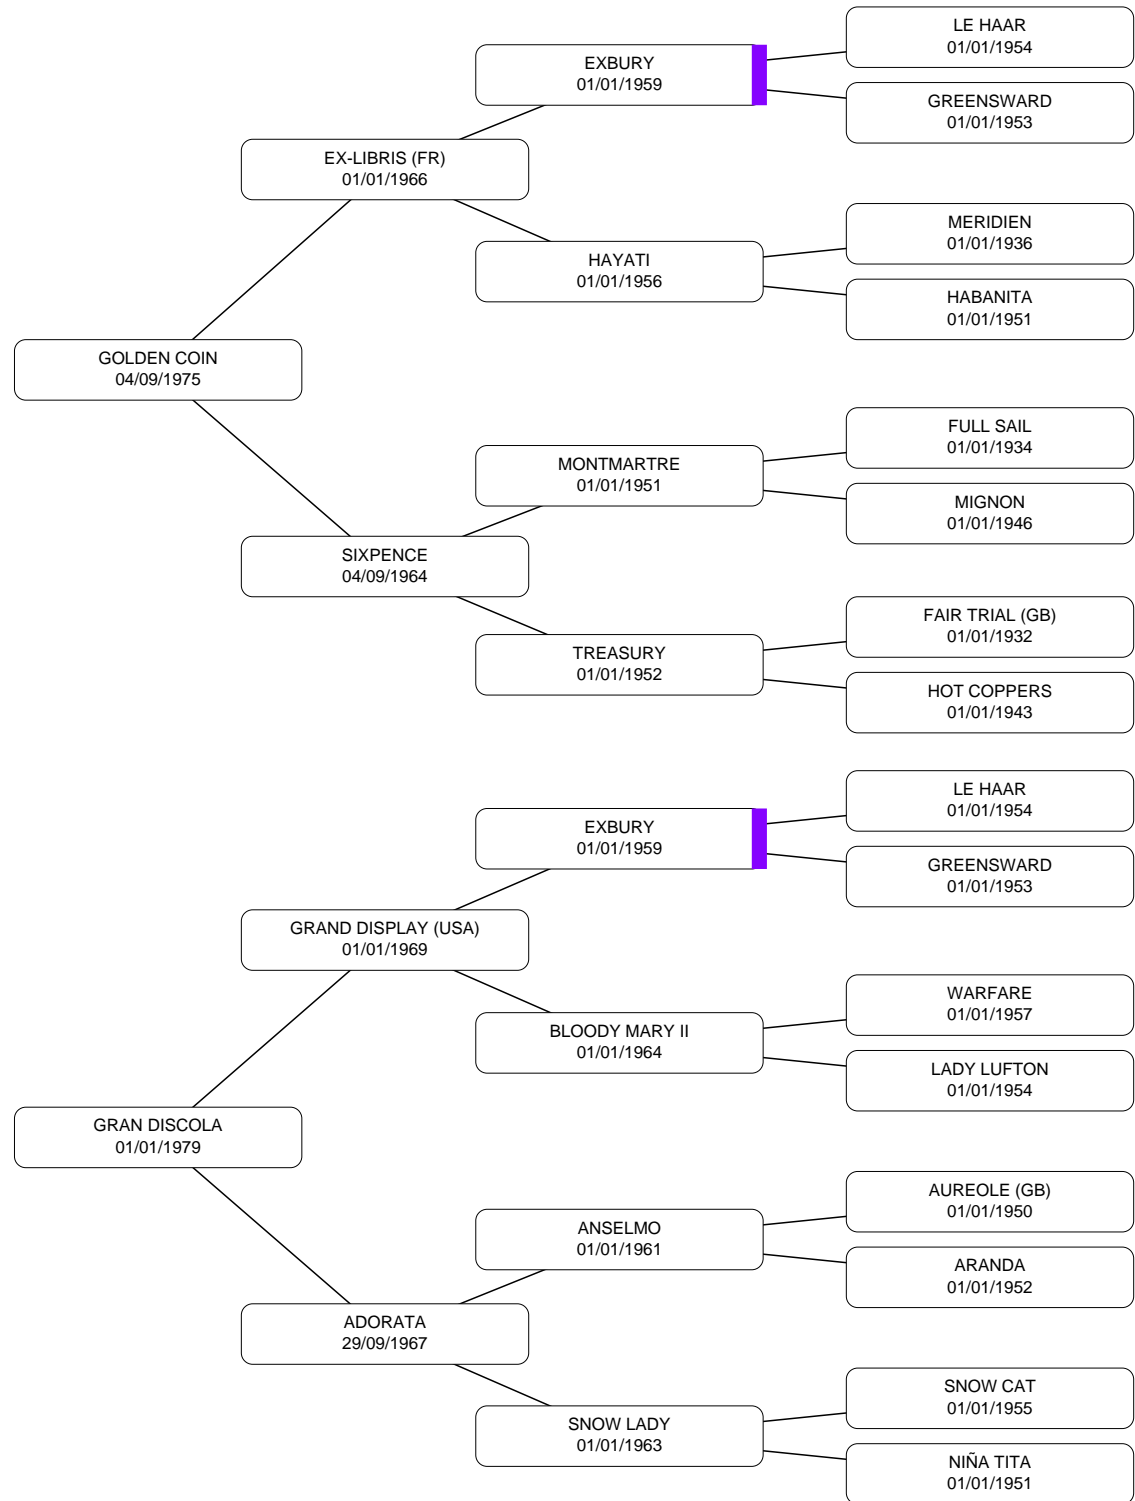 LE HAAR
01/01/1954
EXBURY
01/01/1959
GREENSWARD
01/01/1953
EX-LIBRIS (FR)
01/01/1966
MERIDIEN
01/01/1936
HAYATI
01/01/1956
HABANITA
01/01/1951
GOLDEN COIN
04/09/1975
FULL SAIL
01/01/1934
MONTMARTRE
01/01/1951
MIGNON
01/01/1946
SIXPENCE
04/09/1964
FAIR TRIAL (GB)
01/01/1932
TREASURY
01/01/1952
HOT COPPERS
01/01/1943
LE HAAR
01/01/1954
EXBURY
01/01/1959
GREENSWARD
01/01/1953
GRAND DISPLAY (USA)
01/01/1969
WARFARE
01/01/1957
BLOODY MARY II
01/01/1964
LADY LUFTON
01/01/1954
GRAN DISCOLA
01/01/1979
AUREOLE (GB)
01/01/1950
ANSELMO
01/01/1961
ARANDA
01/01/1952
ADORATA
29/09/1967
SNOW CAT
01/01/1955
SNOW LADY
01/01/1963
NIÑA TITA
01/01/1951